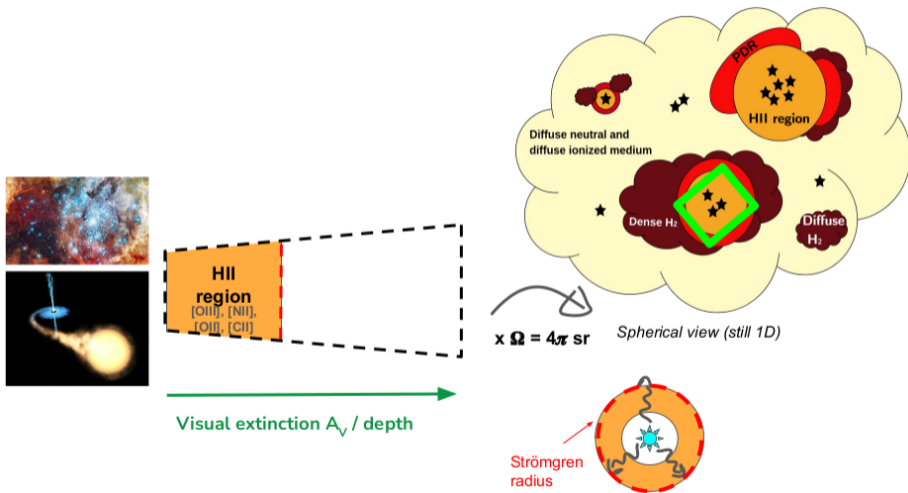 PDR
HII region
Diffuse neutral and
diffuse ionized medium
Dense H₂
Diffuse
H₂
HII
region
[OIII], [NII],
[OII], [CII]
x Ω = 4π sr
Spherical view (still 1D)
Visual extinction Aᵥ / depth
Strömgren
radius